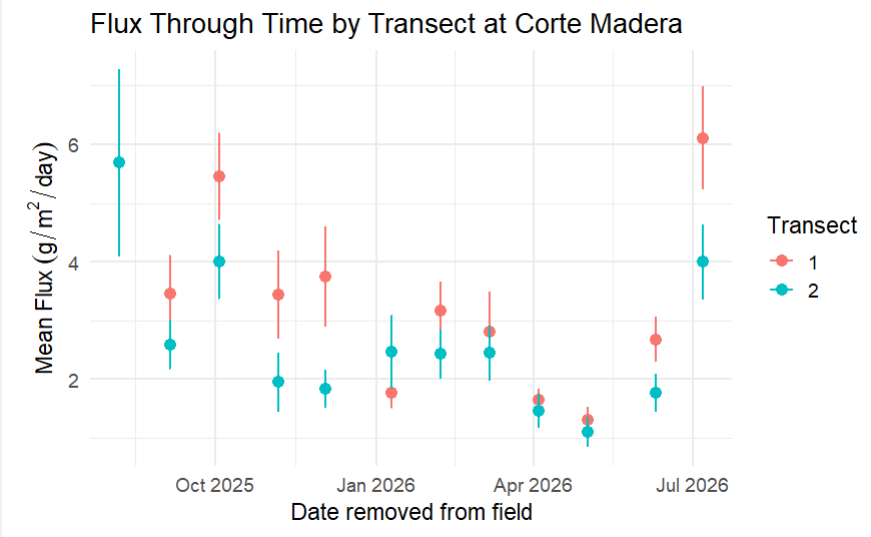 Flux Through Time by Transect at Corte Madera
Mean Flux (g/m²/day)
6
4
2
Oct 2025
Jan 2026
Apr 2026
Jul 2026
Date removed from field
Transect
1
2